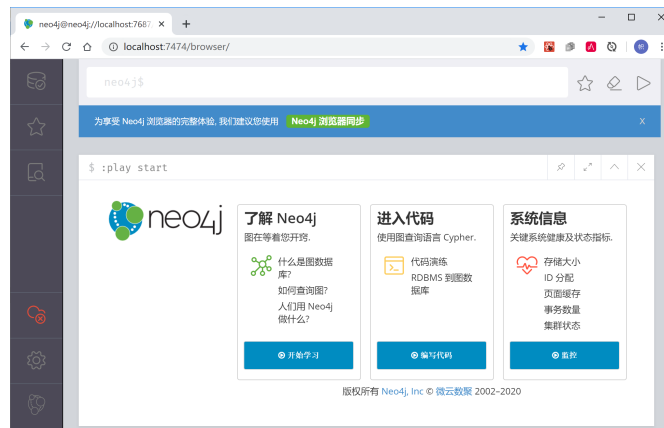 neo4j@neo4j://localhost:7687
localhost:7474/browser/
neo4j$
为享受 Neo4j 浏览器的完整体验, 我们建议您使用 Neo4j 浏览器同步 X
$ :play start
neo4j
了解 Neo4j
图在等着您开窍.
什么是图数据
库?
如何查询图?
人们用 Neo4j
做什么?
开始学习
进入代码
使用图查询语言 Cypher.
代码演练
RDBMS 到图数
据库
编写代码
系统信息
关键系统健康及状态指标.
存储大小
ID 分配
页面缓存
事务数量
集群状态
监控
版权所有 Neo4j, Inc © 微云数聚 2002–2020